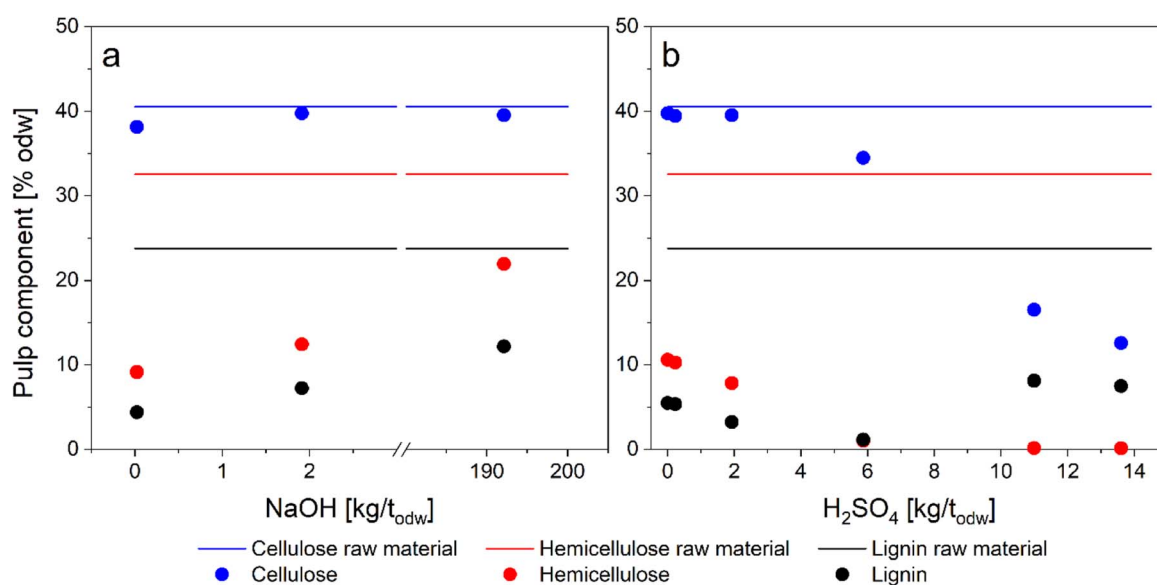 a
b
50
40
30
20
10
0
Pulp component [% odw]
0 1 2 190 200
NaOH [kg/t_odw]
50
40
30
20
10
0
0 2 4 6 8 10 12 14
H₂SO₄ [kg/t_odw]
Cellulose raw material Hemicellulose raw material Lignin raw material
Cellulose Hemicellulose Lignin